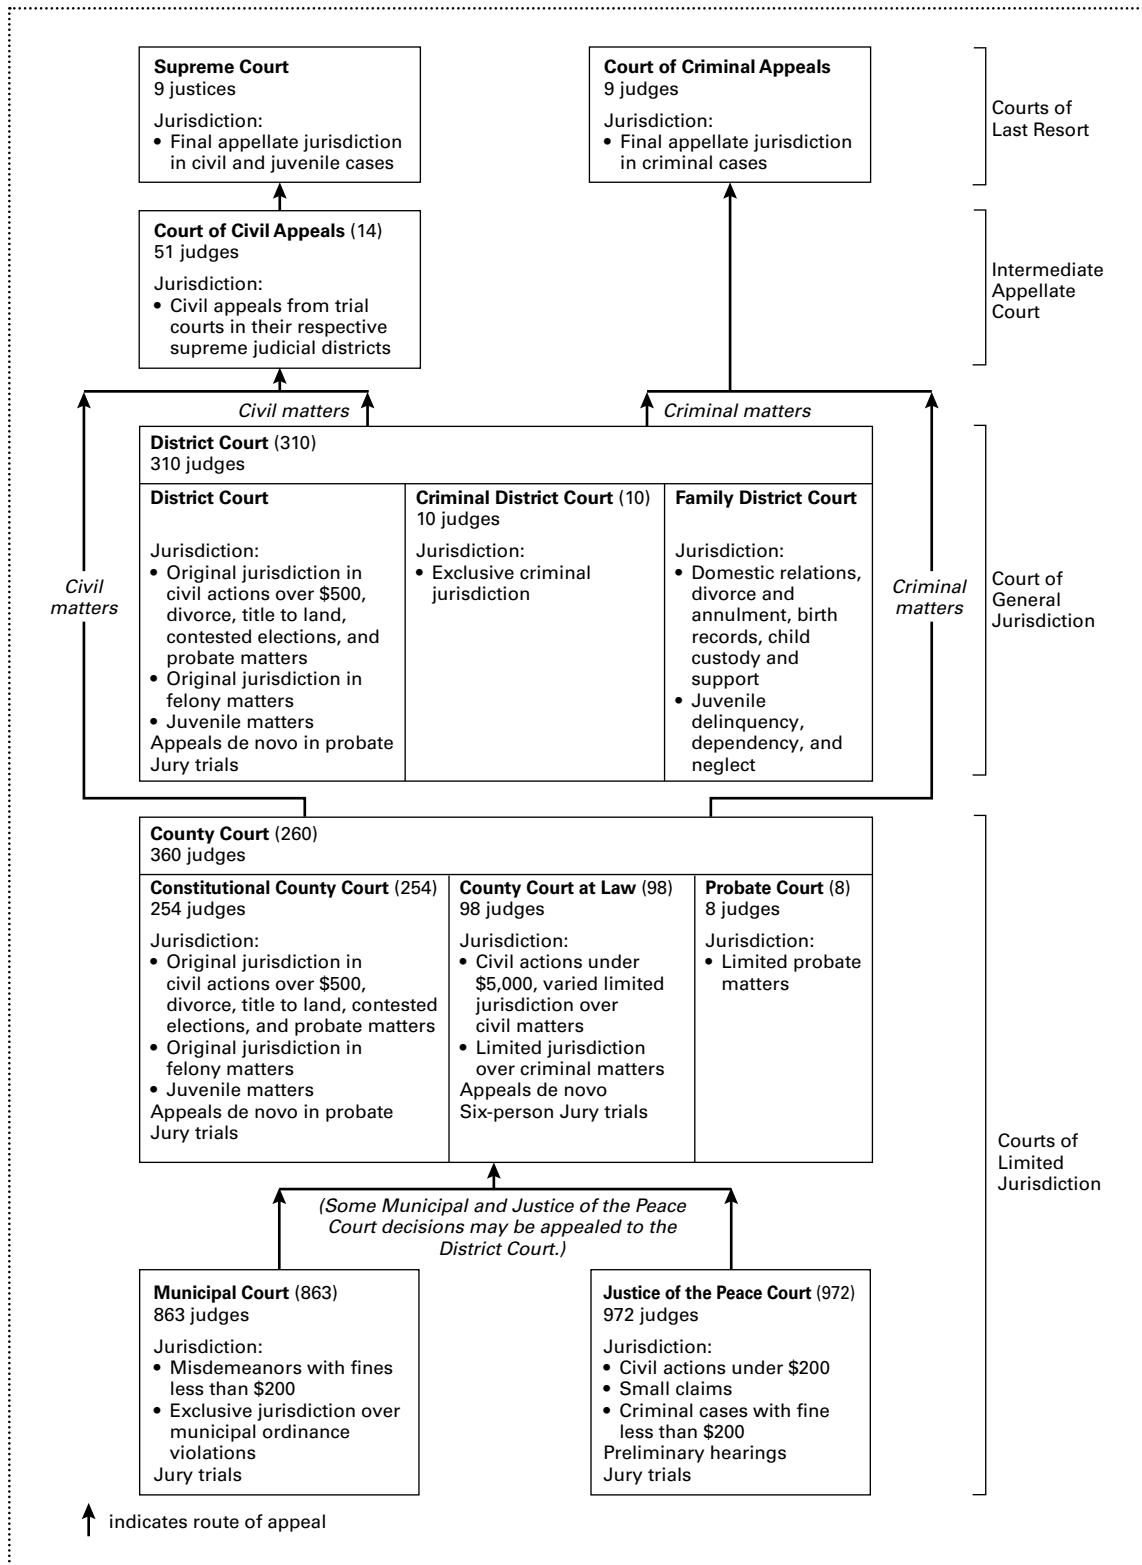 Supreme Court
9 justices
Jurisdiction:
• Final appellate jurisdiction
in civil and juvenile cases
Court of Criminal Appeals
9 judges
Jurisdiction:
• Final appellate jurisdiction
in criminal cases
Courts of
Last Resort
Court of Civil Appeals (14)
51 judges
Jurisdiction:
• Civil appeals from trial
courts in their respective
supreme judicial districts
Intermediate
Appellate
Court
Civil matters
Criminal matters
District Court (310)
310 judges
District Court
Jurisdiction:
• Original jurisdiction in
civil actions over $500,
divorce, title to land,
contested elections, and
probate matters
• Original jurisdiction in
felony matters
• Juvenile matters
Appeals de novo in probate
Jury trials
Criminal District Court (10)
10 judges
Jurisdiction:
• Exclusive criminal
jurisdiction
Family District Court
Jurisdiction:
• Domestic relations,
divorce and
annulment, birth
records, child
custody and
support
• Juvenile
delinquency,
dependency, and
neglect
Civil
matters
Criminal
matters
Court of
General
Jurisdiction
County Court (260)
360 judges
Constitutional County Court (254)
254 judges
Jurisdiction:
• Original jurisdiction in
civil actions over $500,
divorce, title to land, contested
elections, and probate matters
• Original jurisdiction in
felony matters
• Juvenile matters
Appeals de novo in probate
Jury trials
County Court at Law (98)
98 judges
Jurisdiction:
• Civil actions under
$5,000, varied limited
jurisdiction over
civil matters
• Limited jurisdiction
over criminal matters
Appeals de novo
Six-person Jury trials
Probate Court (8)
8 judges
Jurisdiction:
• Limited probate
matters
Courts of
Limited
Jurisdiction
(Some Municipal and Justice of the Peace
Court decisions may be appealed to the
District Court.)
Municipal Court (863)
863 judges
Jurisdiction:
• Misdemeanors with fines
less than $200
• Exclusive jurisdiction over
municipal ordinance
violations
Jury trials
Justice of the Peace Court (972)
972 judges
Jurisdiction:
• Civil actions under $200
• Small claims
• Criminal cases with fine
less than $200
Preliminary hearings
Jury trials
indicates route of appeal